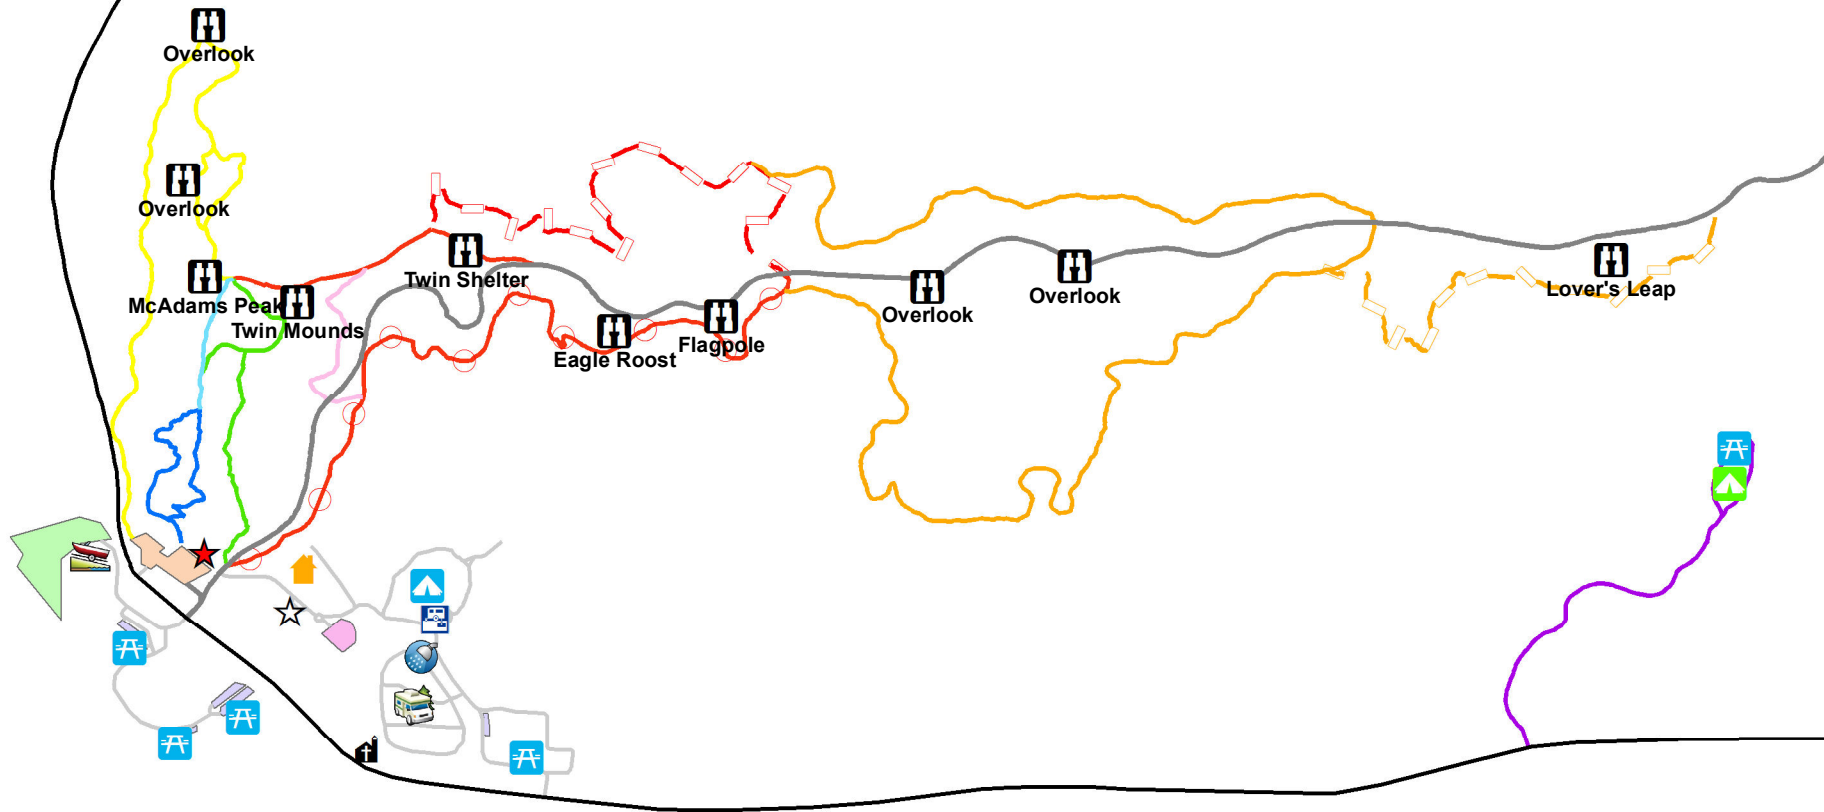 Overlook
Overlook
McAdams Peak
Twin Mounds
Twin Shelter
Eagle Roost
Flagpole
Overlook
Overlook
Lover's Leap